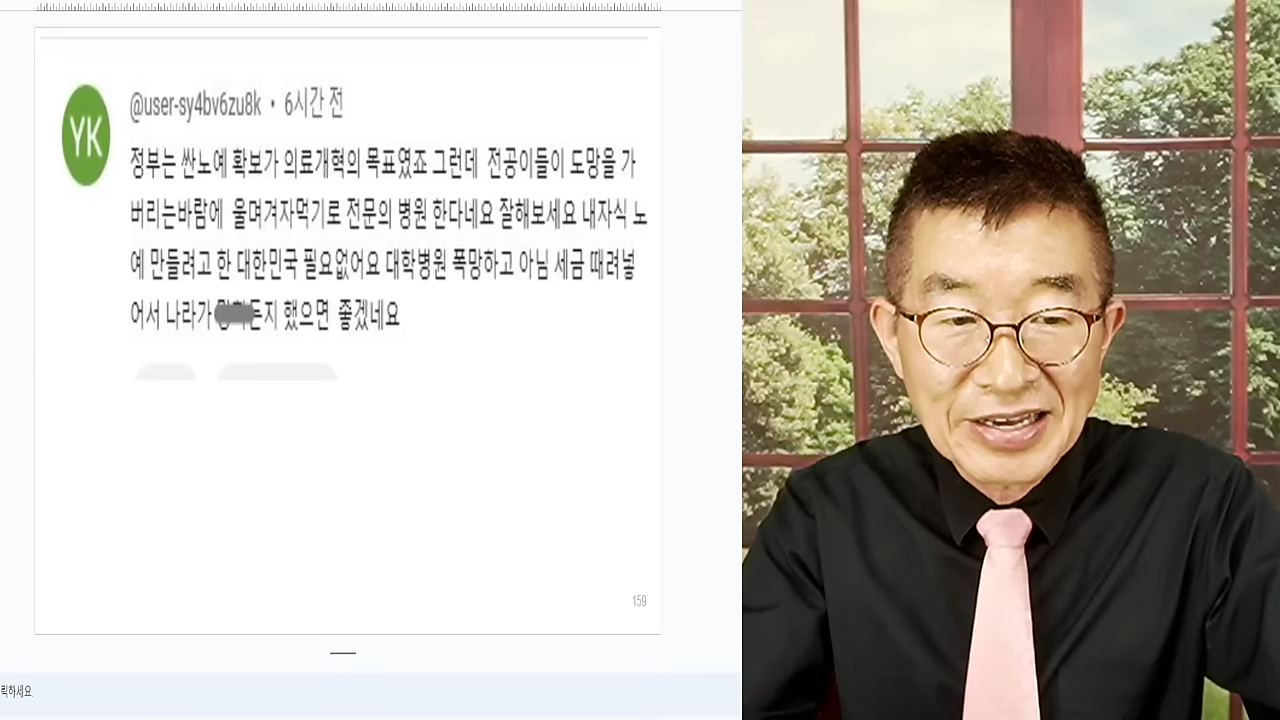 YK
@user-sy4bv6zu8k • 6시간 전
정부는 싼노예 확보가 의료개혁의 목표였죠 그런데 전공이들이 도망을 가
버리는바람에 울며겨자먹기로 전문의 병원 한다네요 잘해보세요 내자식 노
예 만들려고 한 대한민국 필요없어요 대학병원 폭망하고 아님 세금 때려넣
어서 나라가 든지 했으면 좋겠네요
159
릭하세요.